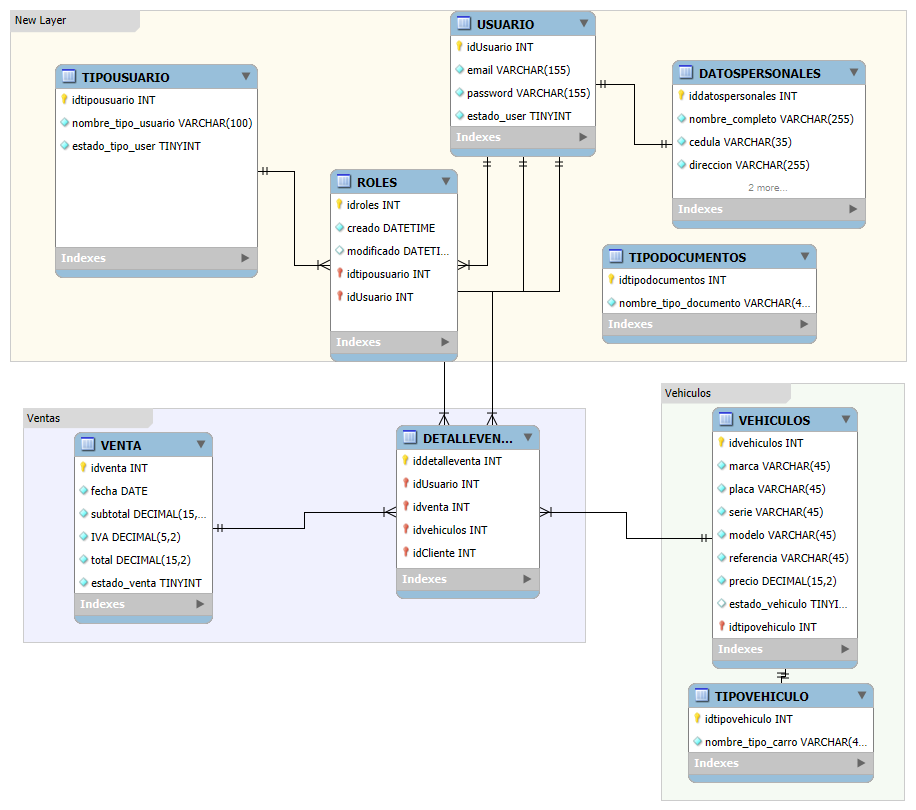 New Layer
TIPOUSUARIO
idtipousuario INT
nombre_tipo_usuario VARCHAR(100)
estado_tipo_user TINYINT
Indexes
ROLES
idroles INT
creado DATETIME
modificado DATETI...
idtipousuario INT
idUsuario INT
Indexes
USUARIO
idUsuario INT
email VARCHAR(155)
password VARCHAR(155)
estado_user TINYINT
Indexes
DATOSPERSONALES
iddatospersonales INT
nombre_completo VARCHAR(255)
cedula VARCHAR(35)
direccion VARCHAR(255)
2 more...
Indexes
TIPODOCUMENTOS
idtipodocumentos INT
nombre_tipo_documento VARCHAR(4...
Indexes
Ventas
VENTA
idventa INT
fecha DATE
subtotal DECIMAL(15,...
IVA DECIMAL(5,2)
total DECIMAL(15,2)
estado_venta TINYINT
Indexes
DETALLEVEN...
iddetalleventa INT
idUsuario INT
idventa INT
idvehiculos INT
idCliente INT
Indexes
Vehiculos
VEHICULOS
idvehiculos INT
marca VARCHAR(45)
placa VARCHAR(45)
serie VARCHAR(45)
modelo VARCHAR(45)
referencia VARCHAR(45)
precio DECIMAL(15,2)
estado_vehiculo TINYI...
idtipovehiculo INT
Indexes
TIPOVEHICULO
idtipovehiculo INT
nombre_tipo_carro VARCHAR(4...
Indexes